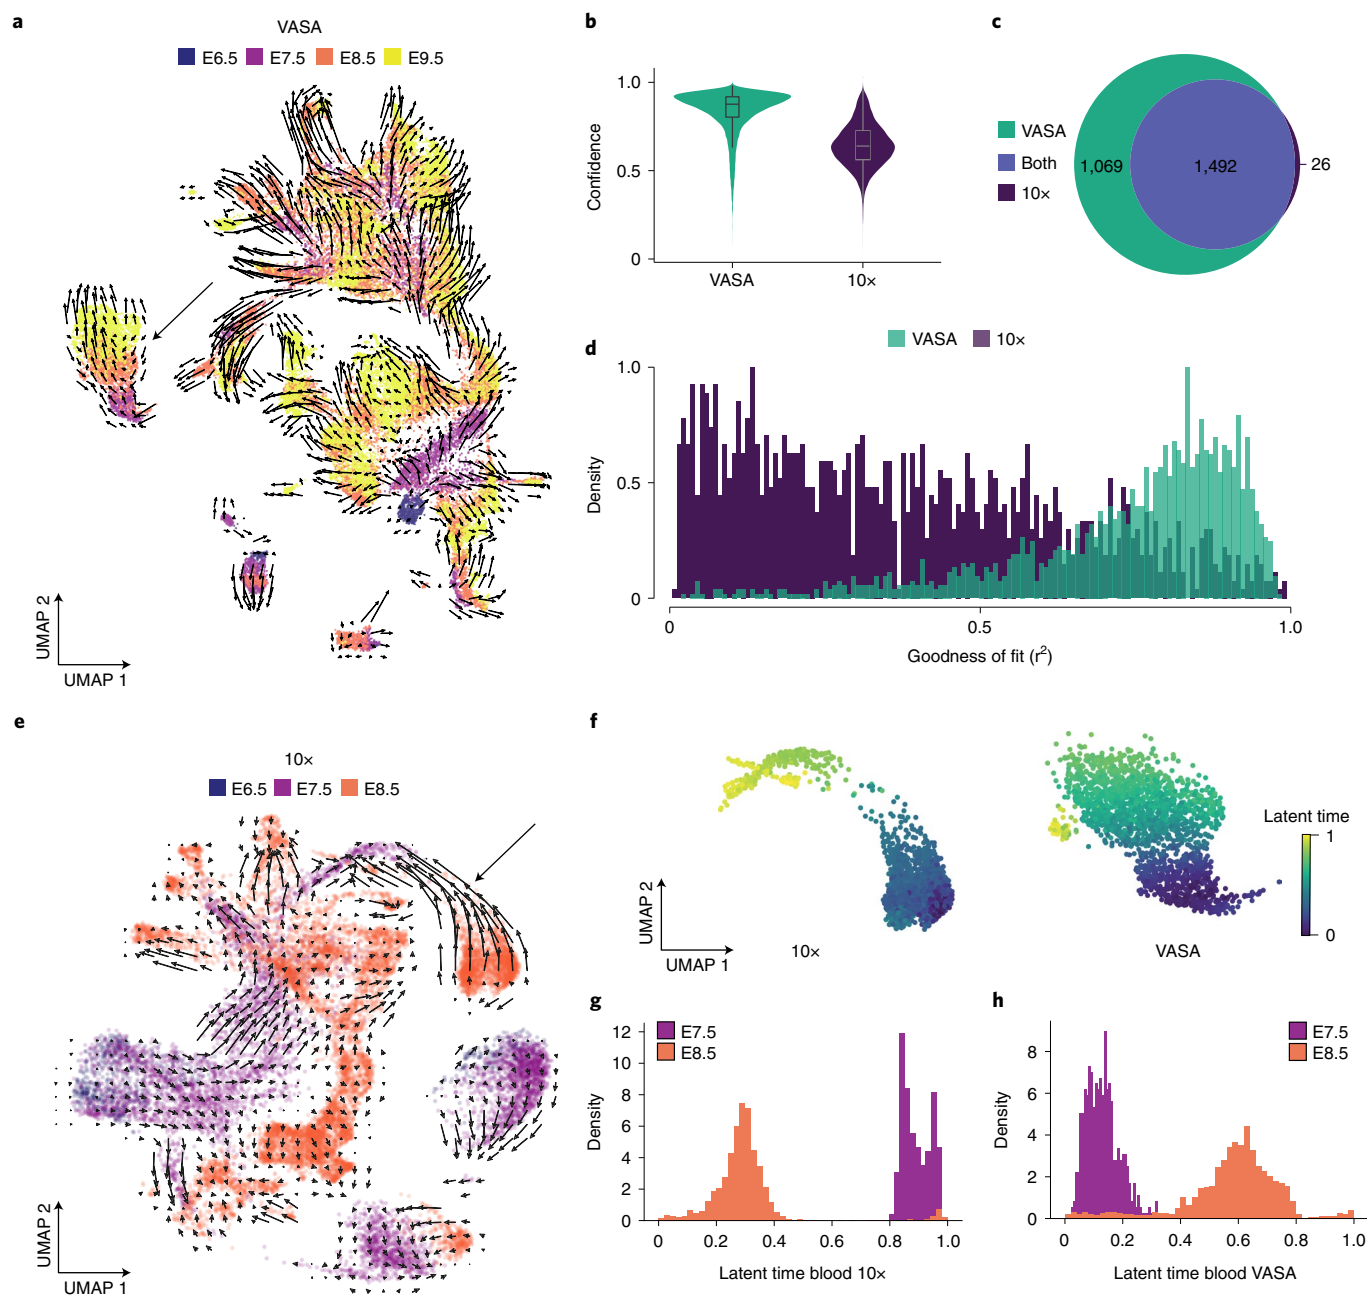 a
VASA
E6.5 E7.5 E8.5 E9.5
UMAP 2
UMAP 1
b
Confidence
1.0
0.5
0
VASA 10×
c
VASA
Both
10×
1,069
1,492
26
d
VASA 10×
Density
1.0
0.5
0
0 0.5 1.0
Goodness of fit (r²)
e
10×
E6.5 E7.5 E8.5
UMAP 2
UMAP 1
f
UMAP 2
UMAP 1
10×
VASA
Latent time
1
0
g
E7.5
E8.5
Density
12
10
8
6
4
2
0
0 0.2 0.4 0.6 0.8 1.0
Latent time blood 10×
h
E7.5
E8.5
Density
8
6
4
2
0
0 0.2 0.4 0.6 0.8 1.0
Latent time blood VASA